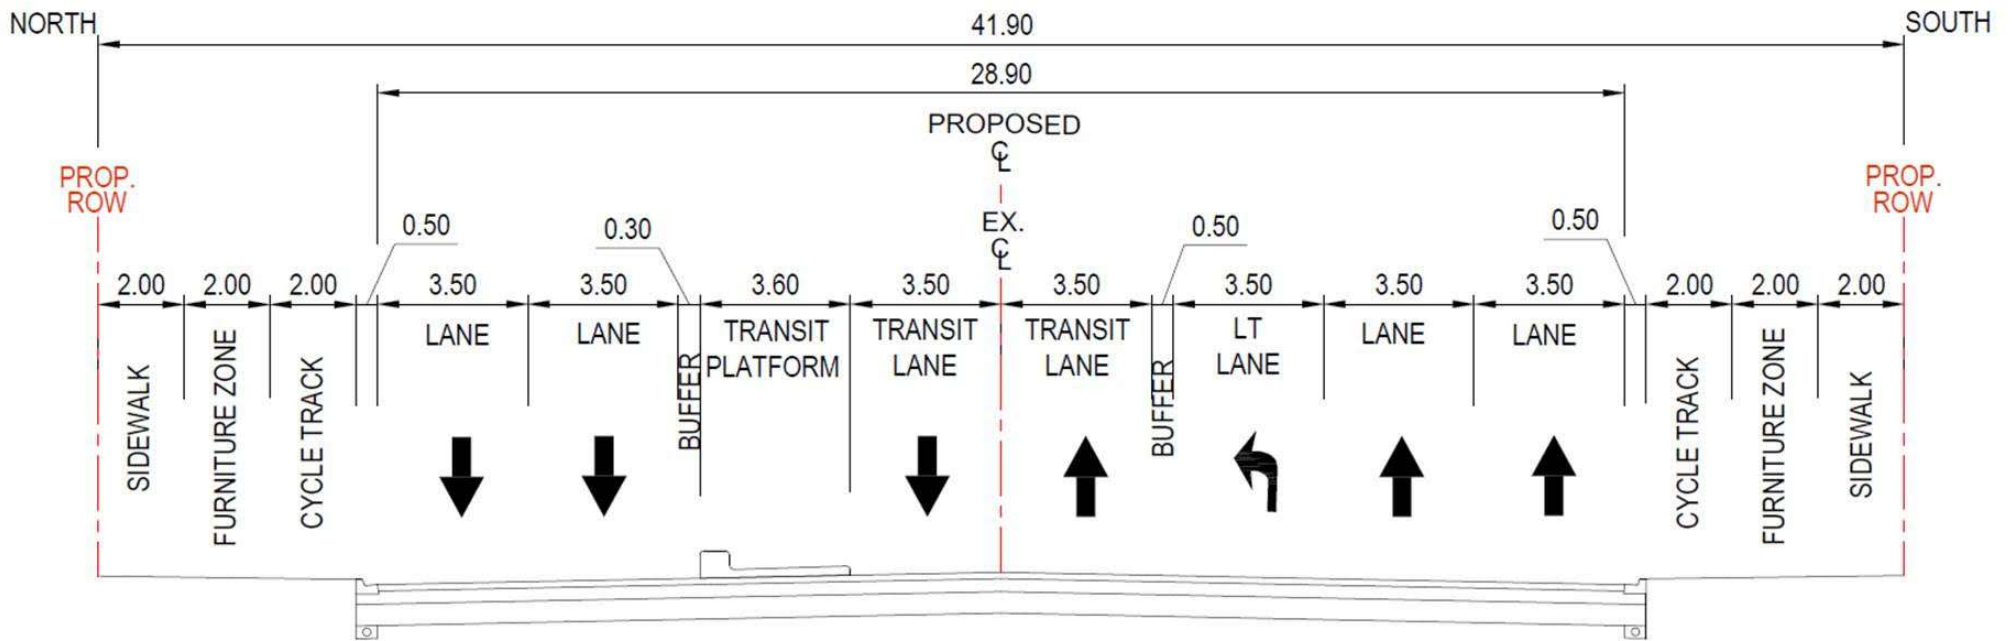 NORTH
41.90
SOUTH
28.90
PROPOSED
CL
PROP.
ROW
PROP.
ROW
0.50
0.30
EX.
CL
0.50
0.50
2.00 2.00 2.00 3.50 3.50 3.60 3.50 3.50 3.50 3.50 3.50 2.00 2.00 2.00
SIDEWALK
FURNITURE ZONE
CYCLE TRACK
LANE
LANE
BUFFER
TRANSIT
PLATFORM
TRANSIT
LANE
TRANSIT
LANE
BUFFER
LT
LANE
LANE
LANE
CYCLE TRACK
FURNITURE ZONE
SIDEWALK